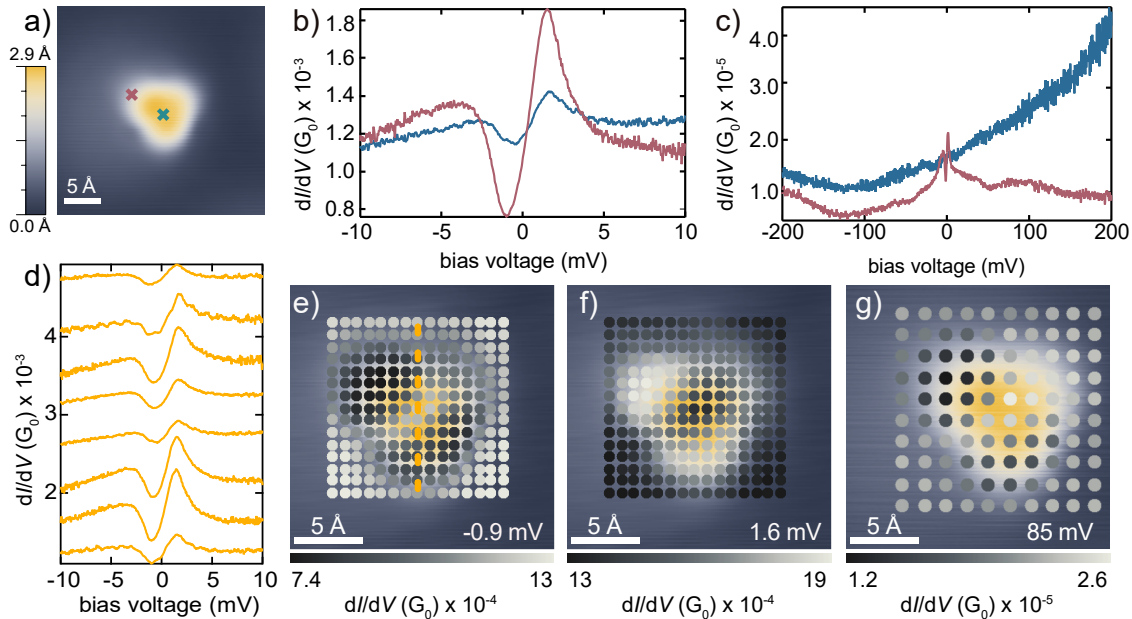 a)
2.9 Å
0.0 Å
5 Å
b)
dI/dV (G₀) x 10⁻³
1.8
1.6
1.4
1.2
1.0
0.8
-10
-5
0
5
10
bias voltage (mV)
c)
dI/dV (G₀) x 10⁻⁵
4.0
3.0
2.0
1.0
-200
-100
0
100
200
bias voltage (mV)
d)
dI/dV (G₀) x 10⁻³
4
3
2
-10
-5
0
5
10
bias voltage (mV)
e)
5 Å
-0.9 mV
7.4
13
dI/dV (G₀) x 10⁻⁴
f)
5 Å
1.6 mV
13
19
dI/dV (G₀) x 10⁻⁴
g)
5 Å
85 mV
1.2
2.6
dI/dV (G₀) x 10⁻⁵